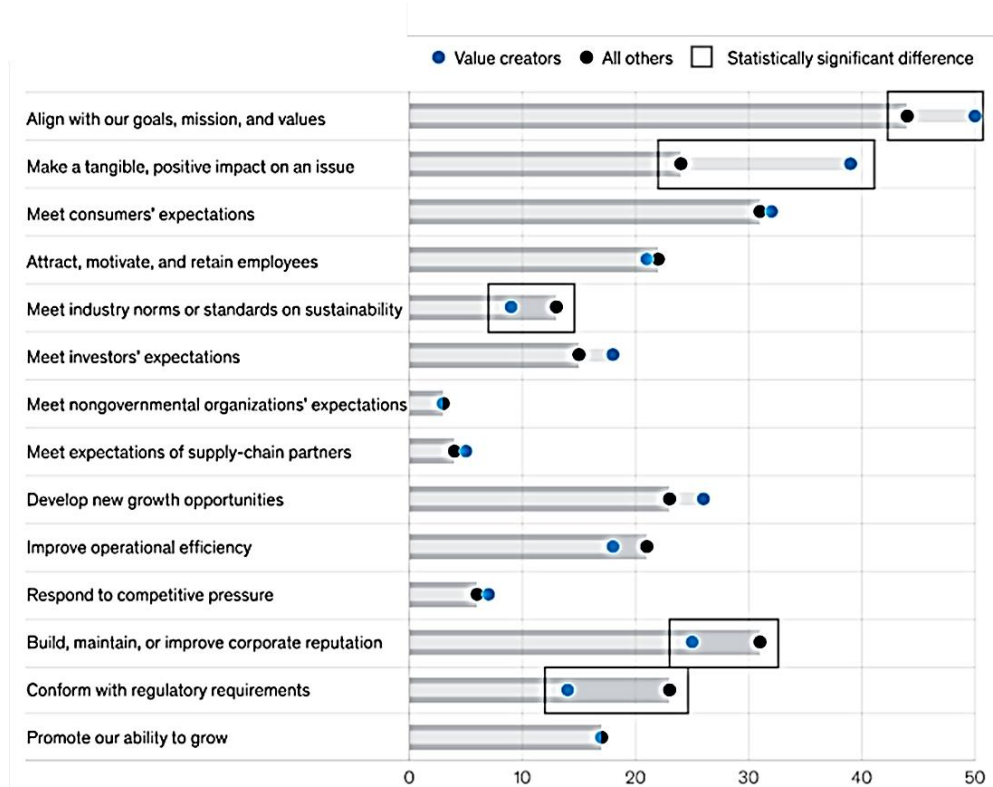 Value creators All others Statistically significant difference
Align with our goals, mission, and values
Make a tangible, positive impact on an issue
Meet consumers' expectations
Attract, motivate, and retain employees
Meet industry norms or standards on sustainability
Meet investors' expectations
Meet nongovernmental organizations' expectations
Meet expectations of supply-chain partners
Develop new growth opportunities
Improve operational efficiency
Respond to competitive pressure
Build, maintain, or improve corporate reputation
Conform with regulatory requirements
Promote our ability to grow
0 10 20 30 40 50